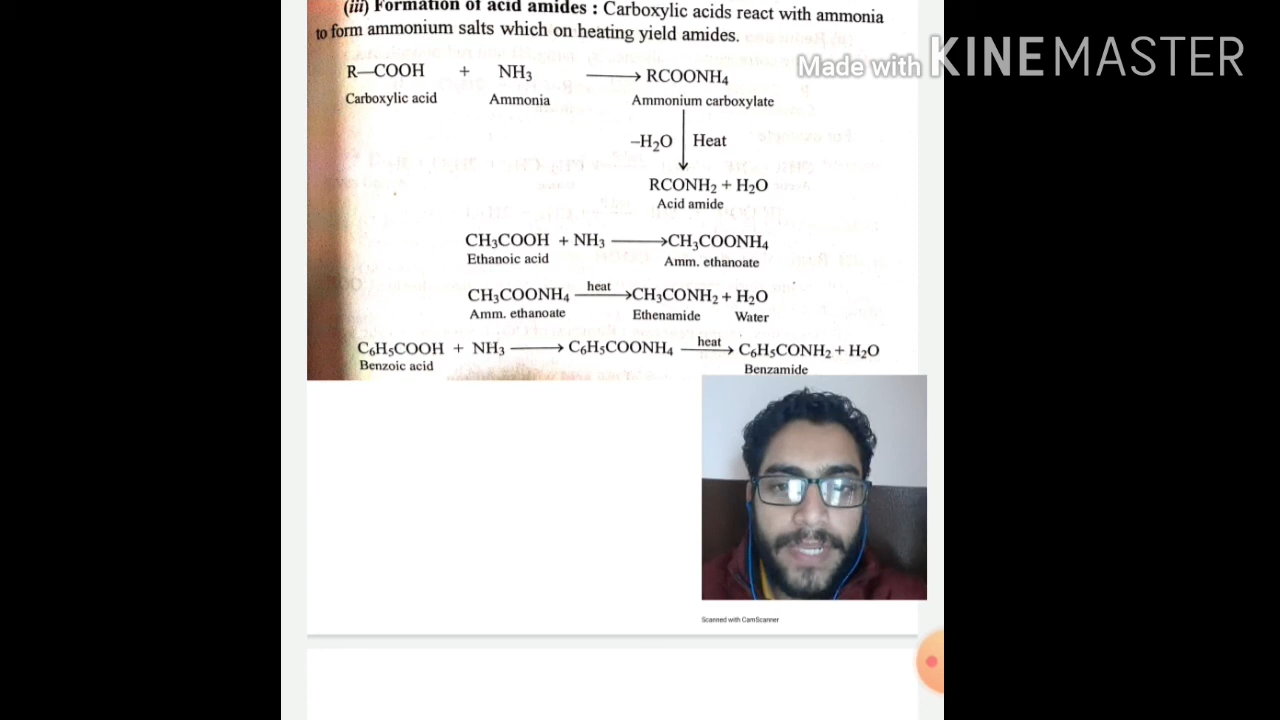 (iii) Formation of acid amides : Carboxylic acids react with ammonia
to form ammonium salts which on heating yield amides.
Made with KINEMASTER
R—COOH + NH3 ⟶ RCOONH4
Carboxylic acid Ammonia Ammonium carboxylate
–H2O Heat
RCONH2 + H2O
Acid amide
CH3COOH + NH3 ⟶ CH3COONH4
Ethanoic acid Amm. ethanoate
heat
CH3COONH4 ⟶ CH3CONH2 + H2O
Amm. ethanoate Ethenamide Water
heat
C6H5COOH + NH3 ⟶ C6H5COONH4 ⟶ C6H5CONH2 + H2O
Benzoic acid Benzamide
Scanned with CamScanner